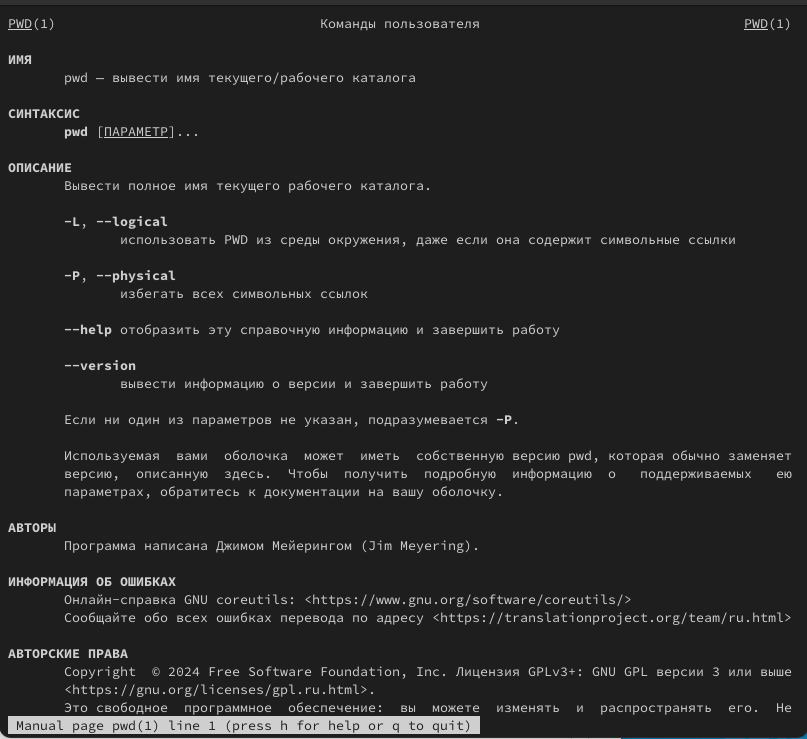 PWD(1) Команды пользователя PWD(1)
ИМЯ
pwd — вывести имя текущего/рабочего каталога
СИНТАКСИС
pwd [ПАРАМЕТР]...
ОПИСАНИЕ
Вывести полное имя текущего рабочего каталога.
-L, --logical
использовать PWD из среды окружения, даже если она содержит символьные ссылки
-P, --physical
избегать всех символьных ссылок
--help отобразить эту справочную информацию и завершить работу
--version
вывести информацию о версии и завершить работу
Если ни один из параметров не указан, подразумевается -P.
Используемая вами оболочка может иметь собственную версию pwd, которая обычно заменяет
версию, описанную здесь. Чтобы получить подробную информацию о поддерживаемых ею
параметрах, обратитесь к документации на вашу оболочку.
АВТОРЫ
Программа написана Джимом Мейерингом (Jim Meyering).
ИНФОРМАЦИЯ ОБ ОШИБКАХ
Онлайн-справка GNU coreutils: <https://www.gnu.org/software/coreutils/>
Сообщайте обо всех ошибках перевода по адресу <https://translationproject.org/team/ru.html>
АВТОРСКИЕ ПРАВА
Copyright © 2024 Free Software Foundation, Inc. Лицензия GPLv3+: GNU GPL версии 3 или выше
<https://gnu.org/licenses/gpl.ru.html>.
Это свободное программное обеспечение: вы можете изменять и распространять его. Не
Manual page pwd(1) line 1 (press h for help or q to quit)